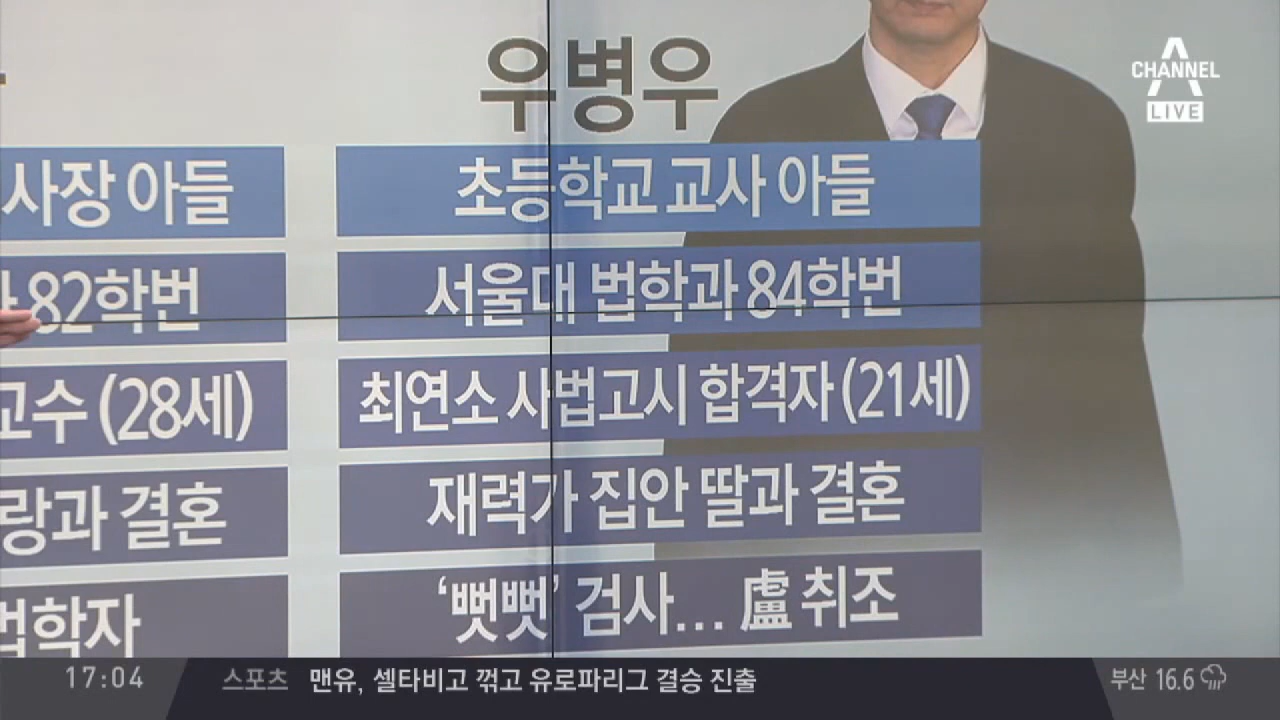 우병우
CHANNEL A
LIVE
사장 아들
초등학교 교사 아들
82학번
서울대 법학과 84학번
교수 (28세)
최연소 사법고시 합격자 (21세)
랑과 결혼
재력가 집안 딸과 결혼
법학자
‘뻣뻣’ 검사... 盧 취조
17:04
스포츠 맨유, 셀타비고 꺾고 유로파리그 결승 진출
부산 16.6